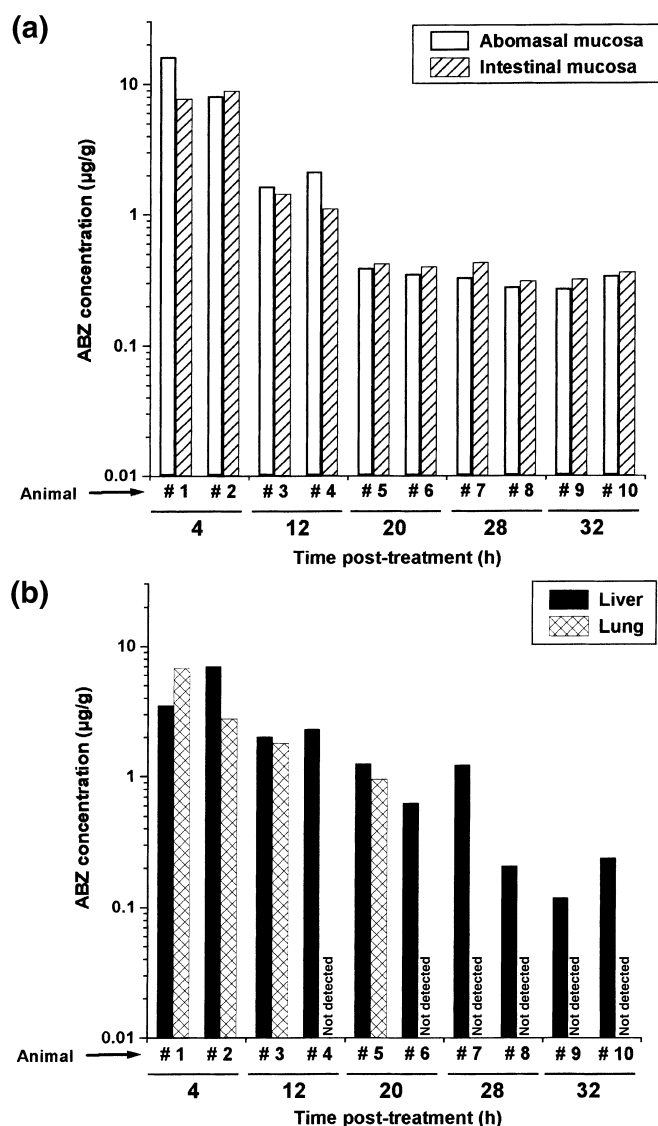 (a)
Abomasal mucosa
Intestinal mucosa
ABZ concentration (µg/g)
10
1
0.1
0.01
Animal
# 1 # 2 # 3 # 4 # 5 # 6 # 7 # 8 # 9 # 10
4 12 20 28 32
Time post-treatment (h)
(b)
Liver
Lung
ABZ concentration (µg/g)
10
1
0.1
0.01
Not detected
Not detected
Not detected
Not detected
Not detected
Not detected
Animal
# 1 # 2 # 3 # 4 # 5 # 6 # 7 # 8 # 9 # 10
4 12 20 28 32
Time post-treatment (h)